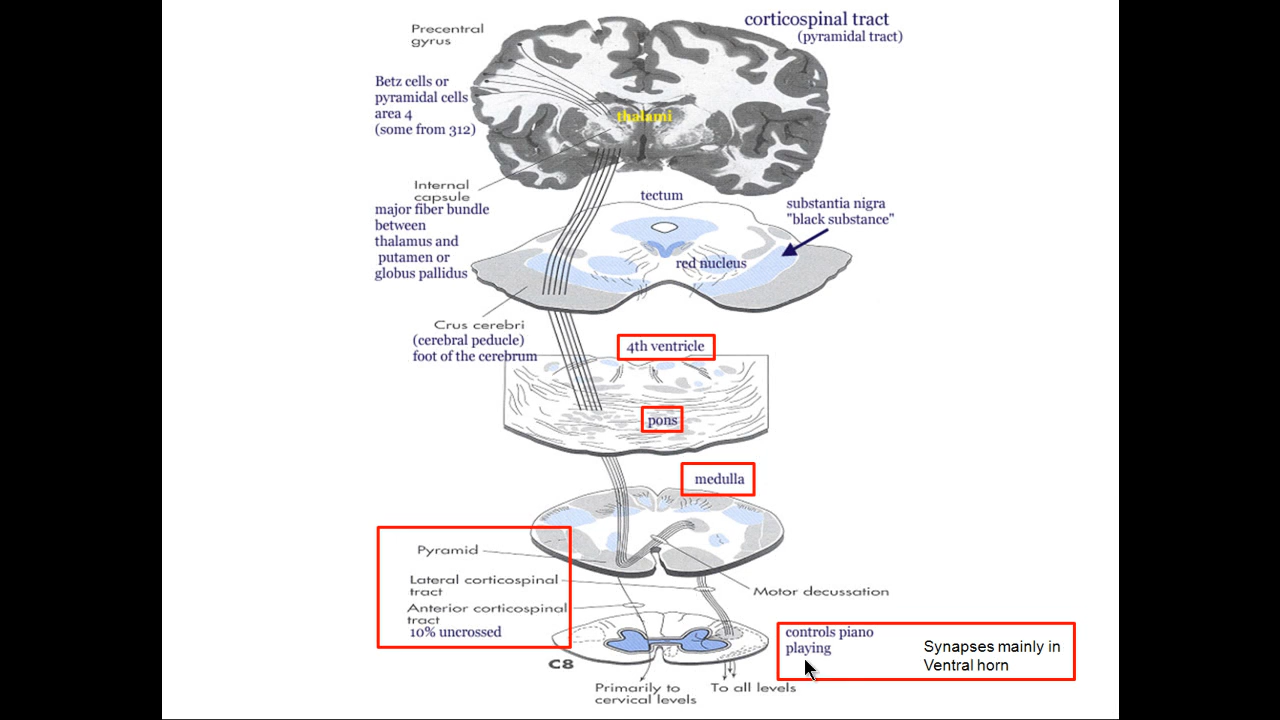 corticospinal tract
(pyramidal tract)
Precentral
gyrus
Betz cells or
pyramidal cells
area 4
(some from 312)
thalami
Internal
capsule
major fiber bundle
between
thalamus and
putamen or
globus pallidus
tectum
substantia nigra
"black substance"
red nucleus
Crus cerebri
(cerebral peducle)
foot of the cerebrum
4th ventricle
pons
medulla
Pyramid
Lateral corticospinal
tract
Anterior corticospinal
tract
10% uncrossed
Motor decussation
controls piano
playing
Synapses mainly in
Ventral horn
C8
Primarily to
cervical levels
To all levels